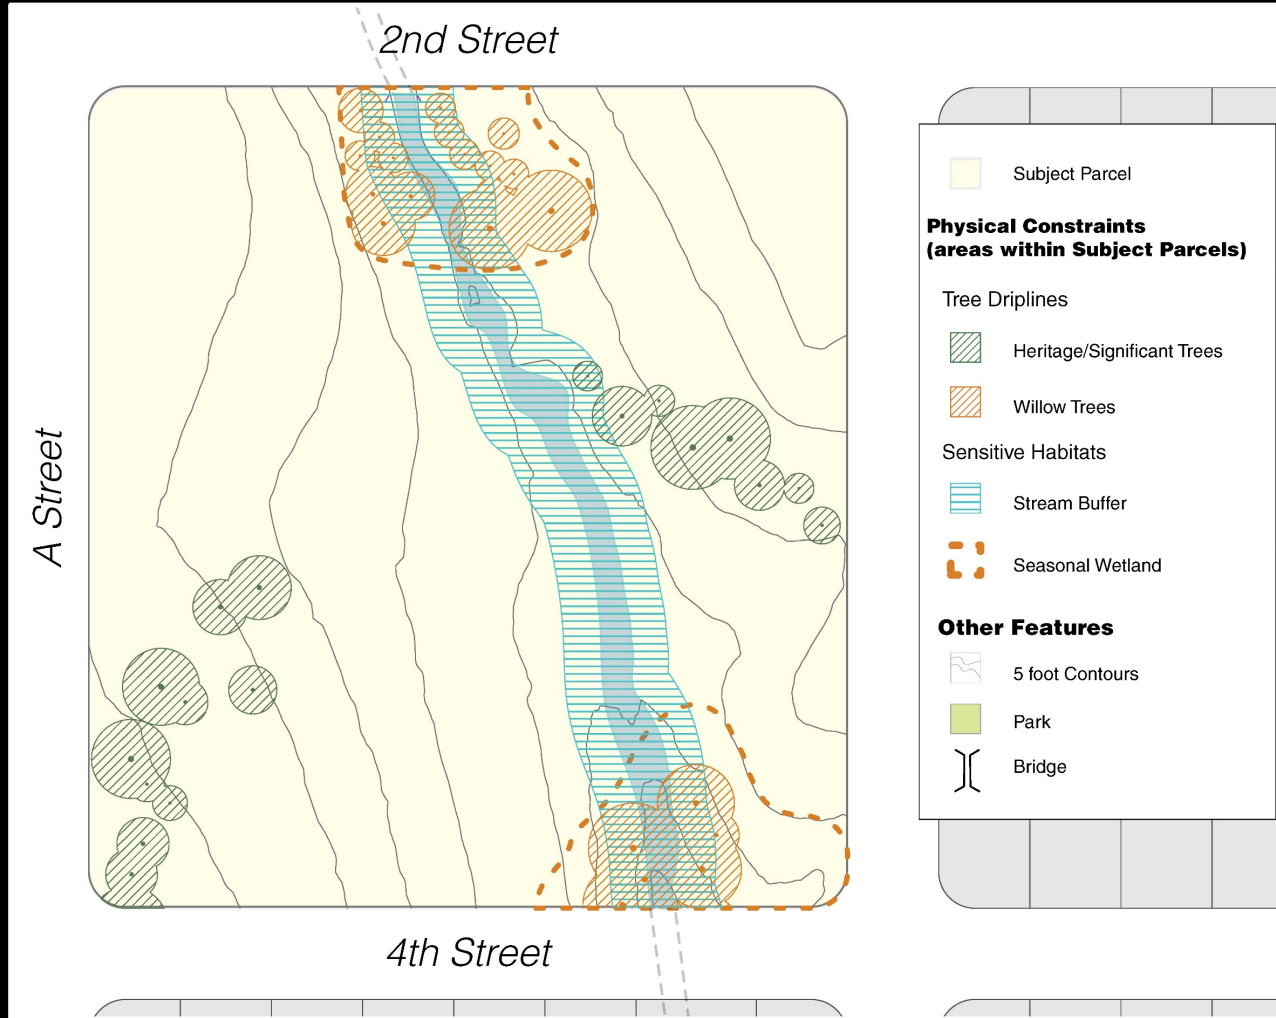 2nd Street
A Street
4th Street
Subject Parcel
Physical Constraints
(areas within Subject Parcels)
Tree Driplines
Heritage/Significant Trees
Willow Trees
Sensitive Habitats
Stream Buffer
Seasonal Wetland
Other Features
5 foot Contours
Park
Bridge